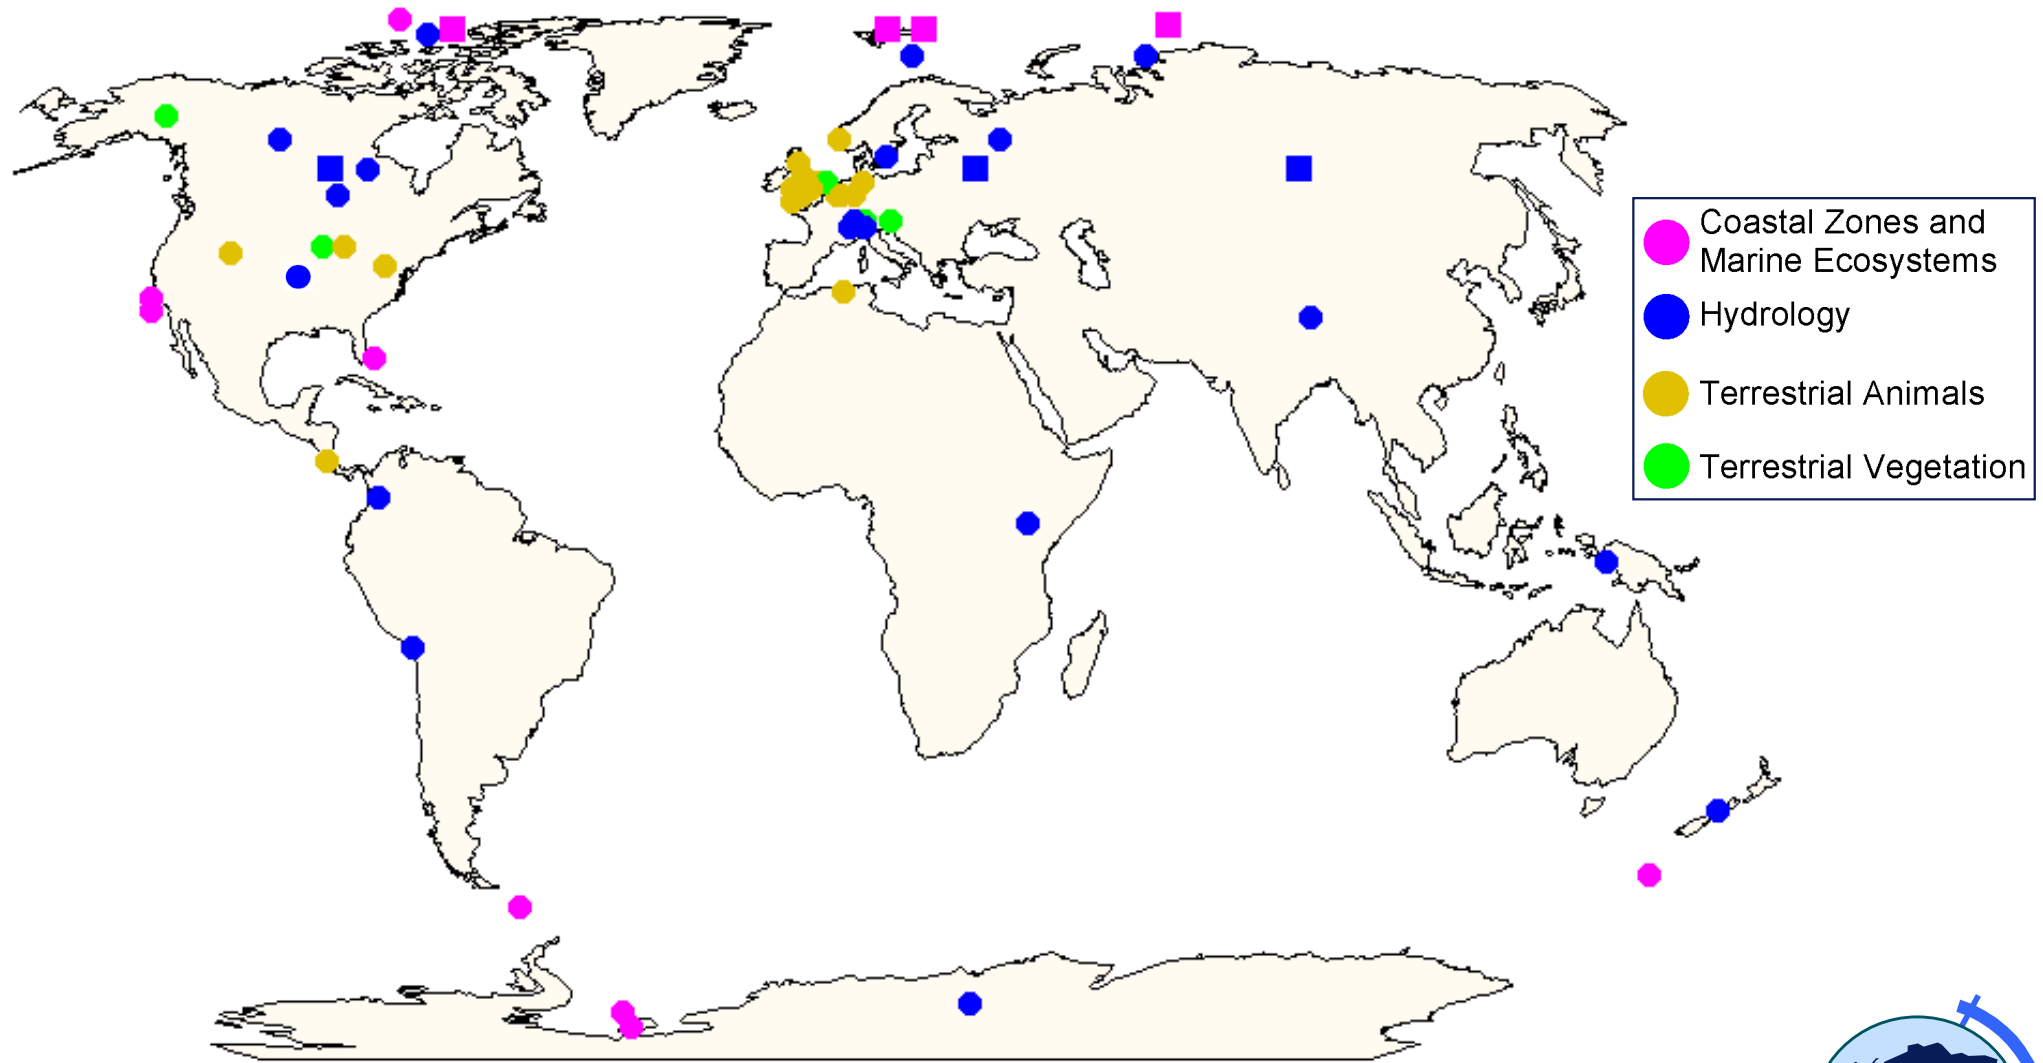 Coastal Zones and
Marine Ecosystems
Hydrology
Terrestrial Animals
Terrestrial Vegetation